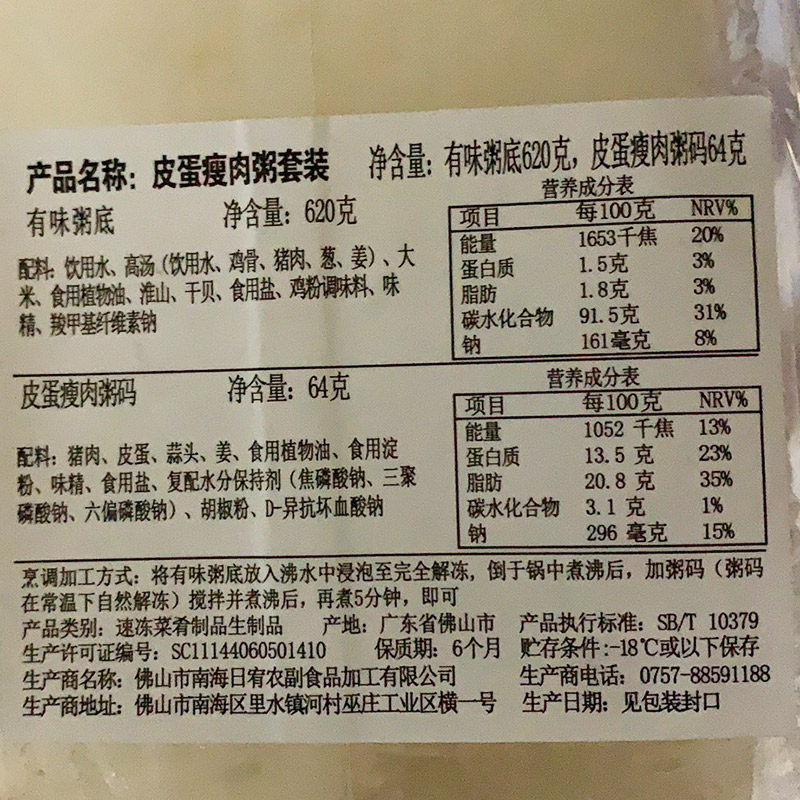 产品名称：皮蛋瘦肉粥套装 净含量：有味粥底620克，皮蛋瘦肉粥码64克
有味粥底 净含量：620克
配料：饮用水、高汤（饮用水、鸡骨、猪肉、葱、姜）、大
米、食用植物油、淮山、干贝、食用盐、鸡粉调味料、味
精、羧甲基纤维素钠
营养成分表
项目 每100克 NRV%
能量 1653千焦 20%
蛋白质 1.5克 3%
脂肪 1.8克 3%
碳水化合物 91.5克 31%
钠 161毫克 8%
皮蛋瘦肉粥码 净含量：64克
配料：猪肉、皮蛋、蒜头、姜、食用植物油、食用淀
粉、味精、食用盐、复配水分保持剂（焦磷酸钠、三聚
磷酸钠、六偏磷酸钠）、胡椒粉、D-异抗坏血酸钠
营养成分表
项目 每100克 NRV%
能量 1052 千焦 13%
蛋白质 13.5 克 23%
脂肪 20.8 克 35%
碳水化合物 3.1 克 1%
钠 296 毫克 15%
烹调加工方式：将有味粥底放入沸水中浸泡至完全解冻，倒于锅中煮沸后，加粥码（粥码
在常温下自然解冻）搅拌并煮沸后，再煮5分钟，即可
产品类别：速冻菜肴制品生制品 产地：广东省佛山市 产品执行标准：SB/T 10379
生产许可证编号：SC11144060501410 保质期：6个月 贮存条件:-18℃或以下保存
生产商名称：佛山市南海日宥农副食品加工有限公司 生产商电话：0757-88591188
生产商地址：佛山市南海区里水镇河村巫庄工业区横一号 生产日期：见包装封口